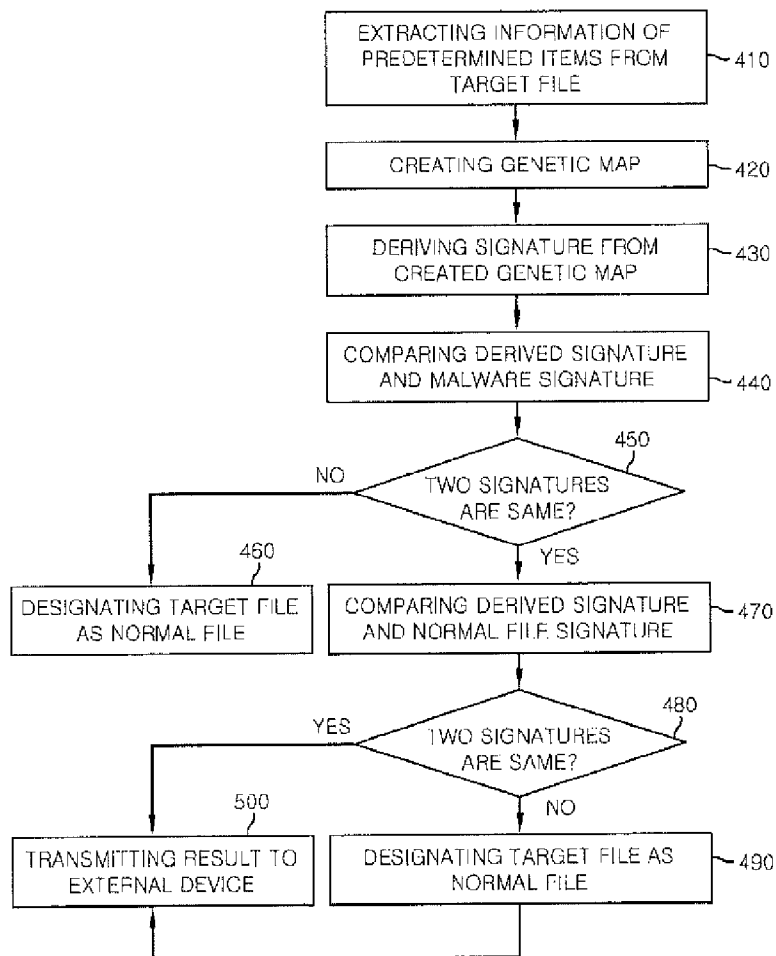 EXTRACTING INFORMATION OF
PREDETERMINED ITEMS FROM
TARGET FILE
410
CREATING GENETIC MAP
420
DERIVING SIGNATURE FROM
CREATED GENETIC MAP
430
COMPARING DERIVED SIGNATURE
AND MALWARE SIGNATURE
440
450
NO
TWO SIGNATURES
ARE SAME?
YES
460
DESIGNATING TARGET FILE
AS NORMAL FILE
COMPARING DERIVED SIGNATURE
AND NORMAL FILE SIGNATURE
470
480
YES
TWO SIGNATURES
ARE SAME?
NO
500
TRANSMITTING RESULT TO
EXTERNAL DEVICE
DESIGNATING TARGET FILE AS
NORMAL FILE
490